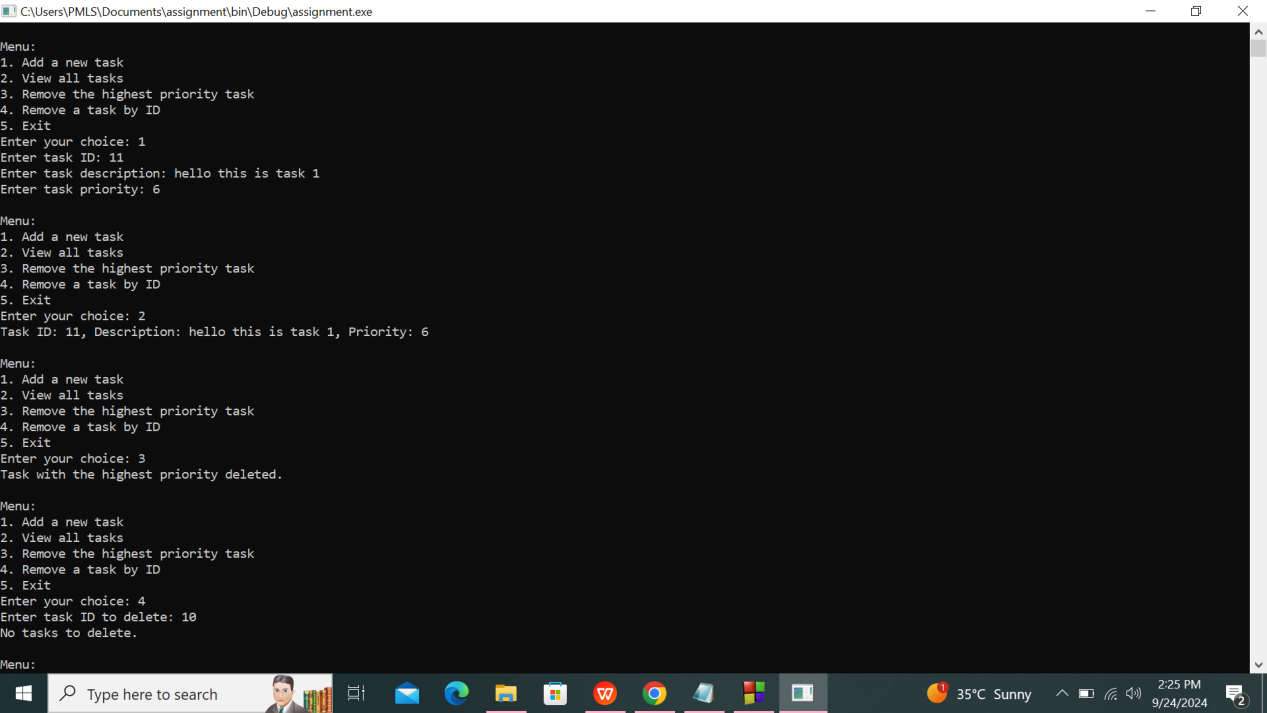 C:\Users\PMLS\Documents\assignment\bin\Debug\assignment.exe
Menu:
1. Add a new task
2. View all tasks
3. Remove the highest priority task
4. Remove a task by ID
5. Exit
Enter your choice: 1
Enter task ID: 11
Enter task description: hello this is task 1
Enter task priority: 6
Menu:
1. Add a new task
2. View all tasks
3. Remove the highest priority task
4. Remove a task by ID
5. Exit
Enter your choice: 2
Task ID: 11, Description: hello this is task 1, Priority: 6
Menu:
1. Add a new task
2. View all tasks
3. Remove the highest priority task
4. Remove a task by ID
5. Exit
Enter your choice: 3
Task with the highest priority deleted.
Menu:
1. Add a new task
2. View all tasks
3. Remove the highest priority task
4. Remove a task by ID
5. Exit
Enter your choice: 4
Enter task ID to delete: 10
No tasks to delete.
Menu:
Type here to search
W
1
35°C Sunny
2:25 PM
9/24/2024
2